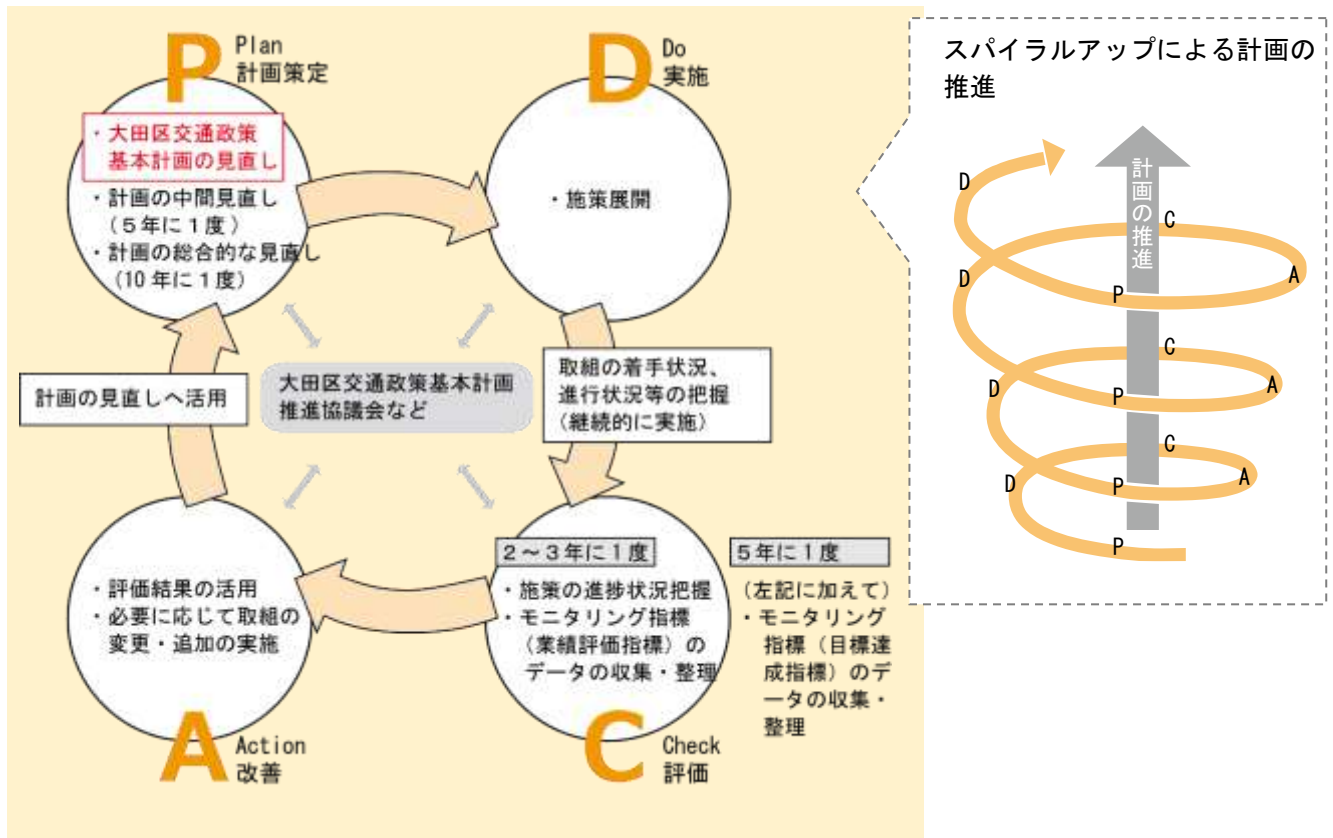 P
Plan
計画策定
・大田区交通政策
基本計画の見直し
・計画の中間見直し
(５年に１度)
・計画の総合的な見直し
(10年に１度)
D
Do
実施
・施策展開
取組の着手状況、
進行状況等の把握
(継続的に実施)
大田区交通政策基本計画
推進協議会など
計画の見直しへ活用
２～３年に１度
・施策の進捗状況把握
・モニタリング指標
(業績評価指標)の
データの収集・整理
５年に１度
(左記に加えて)
・モニタリング
指標(目標達
成指標)のデ
ータの収集・
整理
C
Check
評価
・評価結果の活用
・必要に応じて取組の
変更・追加の実施
A
Action
改善
スパイラルアップによる計画の
推進
計画の推進
D
C
A
D
P
C
A
D
P
C
A
D
P
P